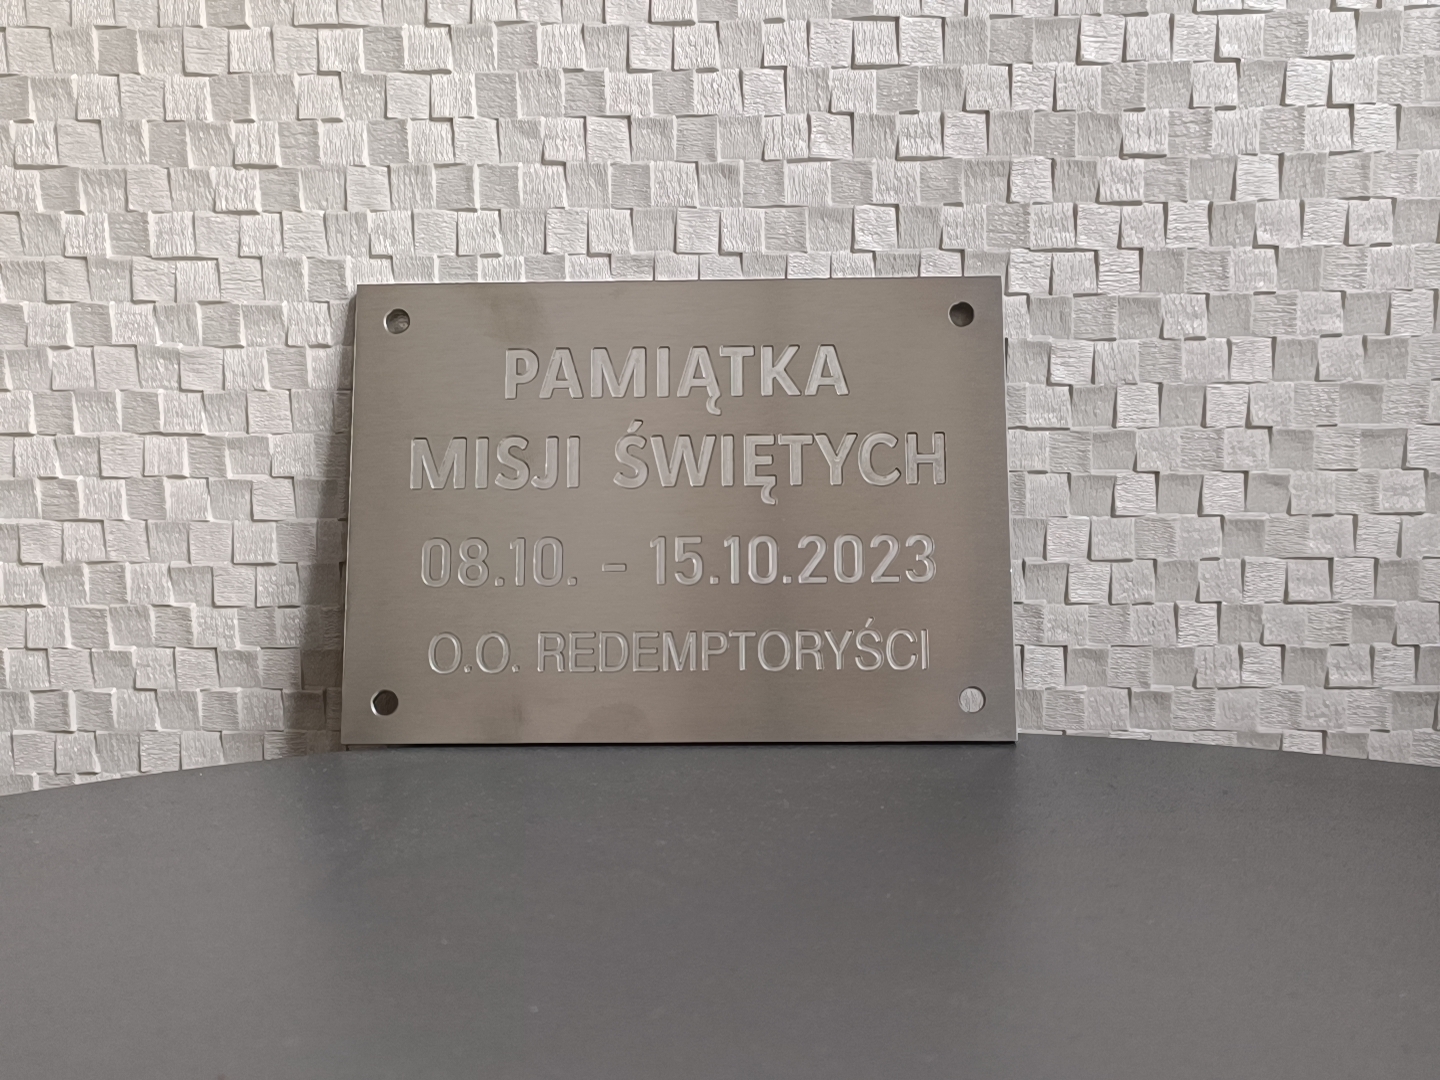 PAMIĄTKA
MISJI ŚWIĘTYCH
08.10. - 15.10.2023
O.O. REDEMPTORYŚCI